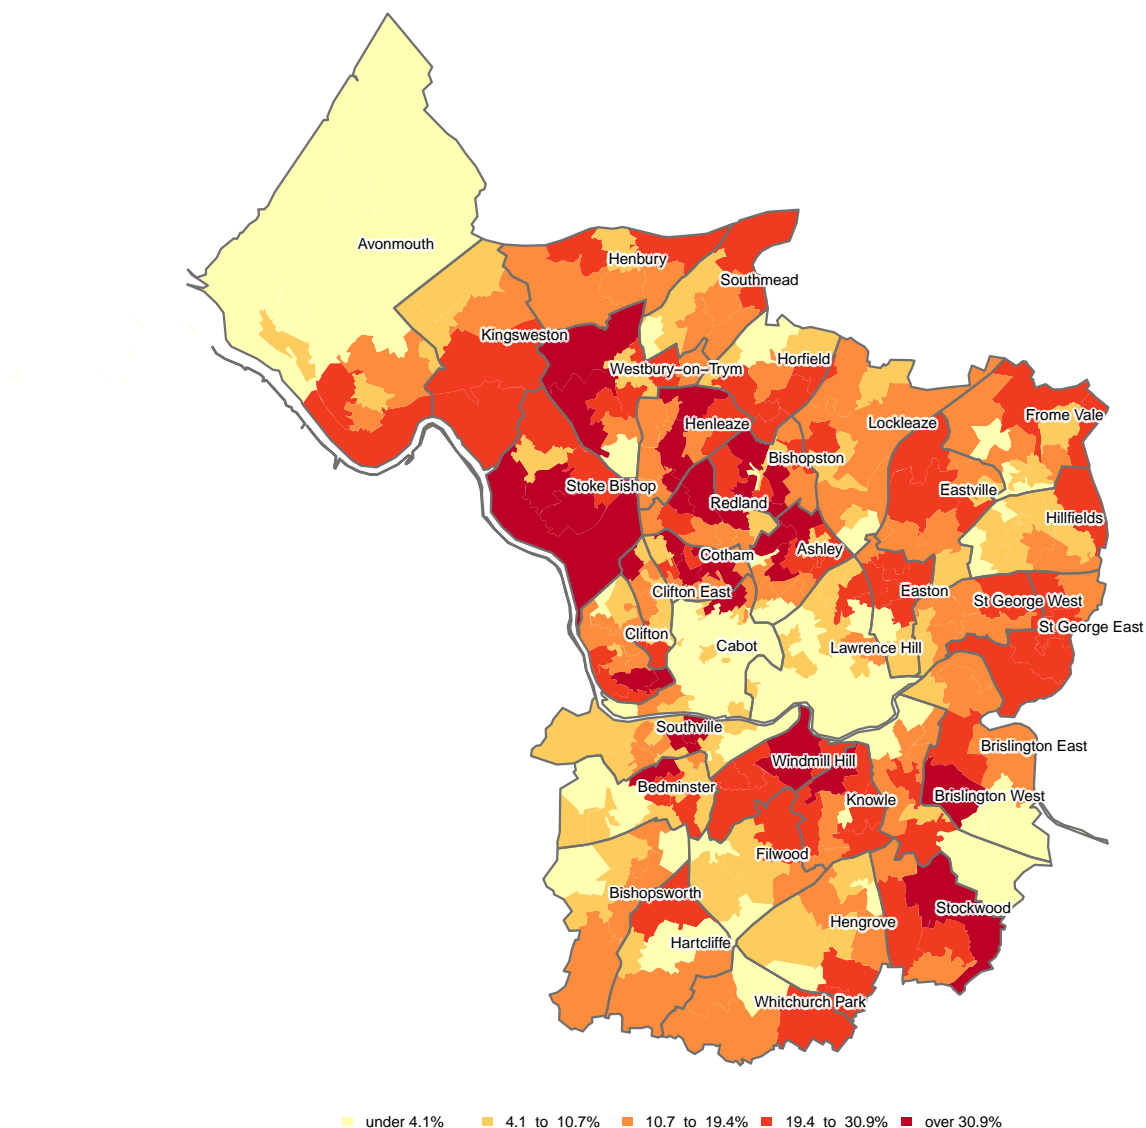 Avonmouth
Henbury
Southmead
Kingsweston
Westbury–on–Trym
Horfield
Henleaze
Lockleaze
Frome Vale
Bishopston
Stoke Bishop
Eastville
Redland
Hillfields
Cotham
Ashley
Clifton East
Easton
St George West
Clifton
St George East
Cabot
Lawrence Hill
Southville
Brislington East
Windmill Hill
Bedminster
Knowle
Brislington West
Filwood
Bishopsworth
Stockwood
Hengrove
Hartcliffe
Whitchurch Park
under 4.1% 4.1 to 10.7% 10.7 to 19.4% 19.4 to 30.9% over 30.9%